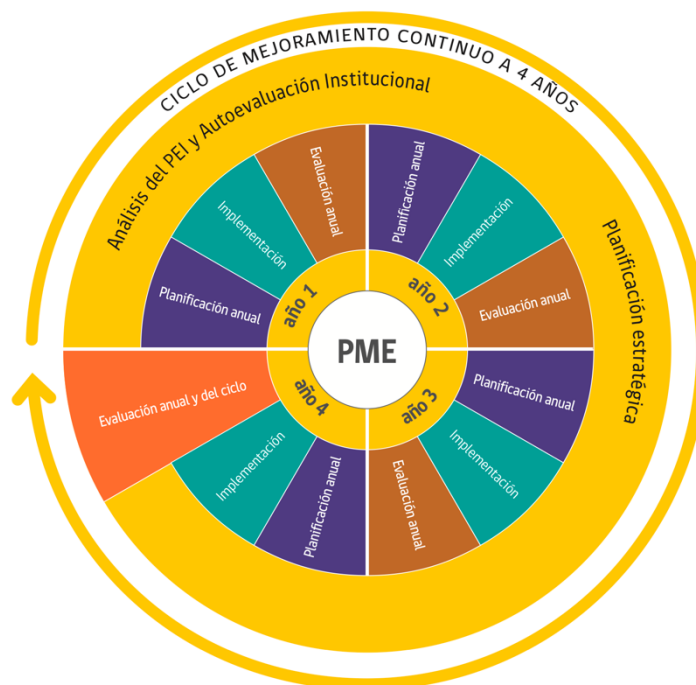 CICLO DE MEJORAMIENTO CONTINUO A 4 AÑOS
Análisis del PEI y Autoevaluación Institucional
Planificación estratégica
PME
año 1
Planificación anual
Implementación
Evaluación anual
año 2
Planificación anual
Implementación
Evaluación anual
año 3
Planificación anual
Implementación
Evaluación anual
año 4
Planificación anual
Implementación
Evaluación anual y del ciclo